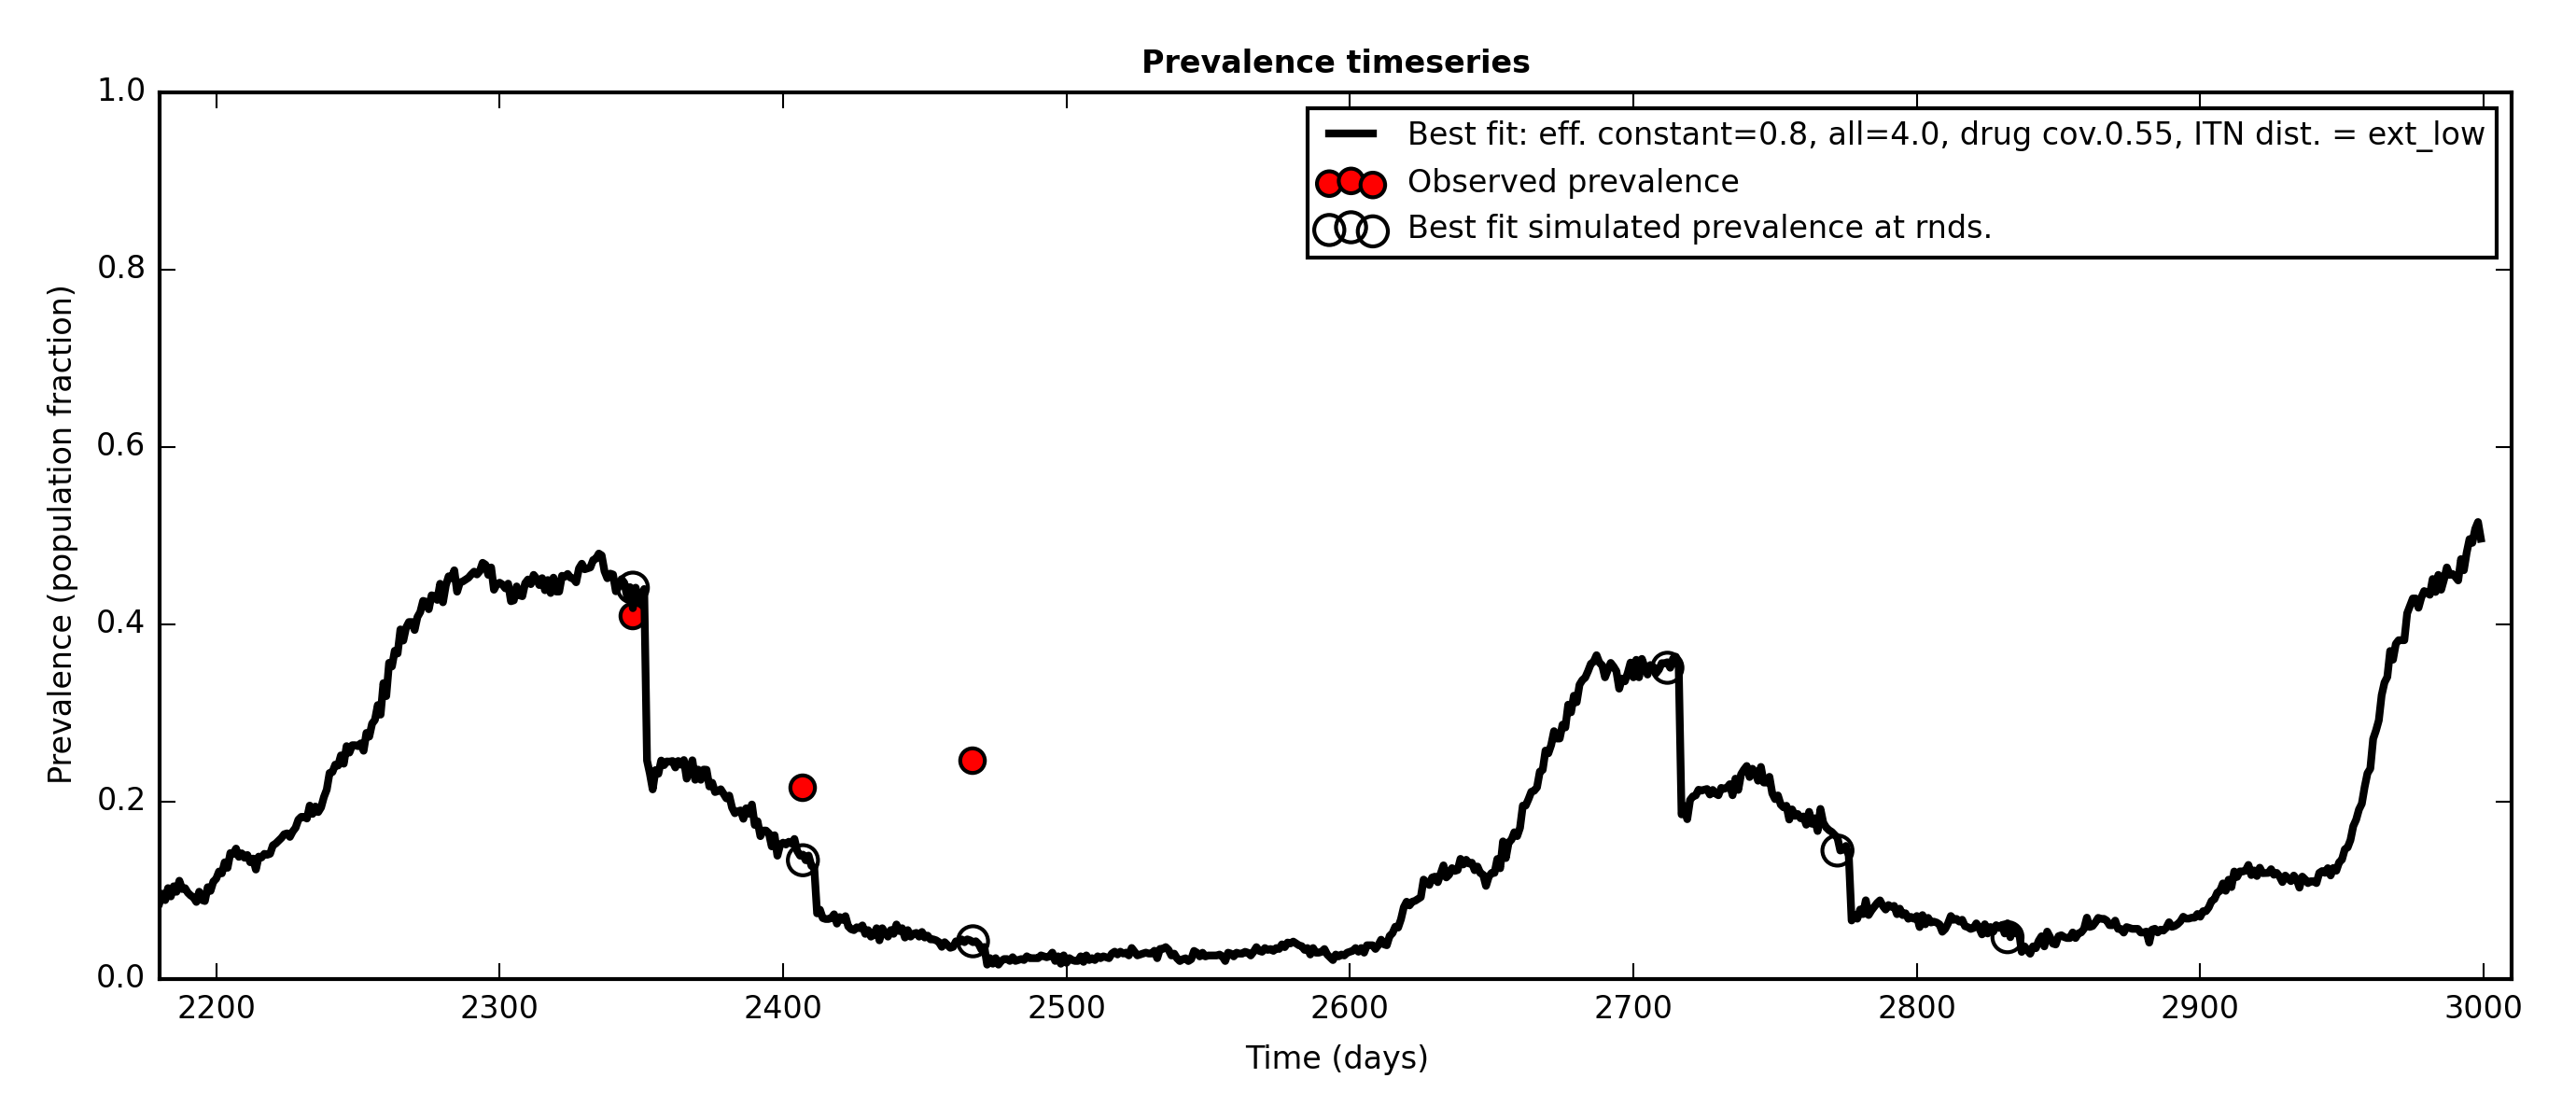 Prevalence timeseries
1.0
Best fit: eff. constant=0.8, all=4.0, drug cov.0.55, ITN dist. = ext_low
Observed prevalence
Best fit simulated prevalence at rnds.
0.8
0.6
0.4
0.2
0.0
Prevalence (population fraction)
2200 2300 2400 2500 2600 2700 2800 2900 3000
Time (days)